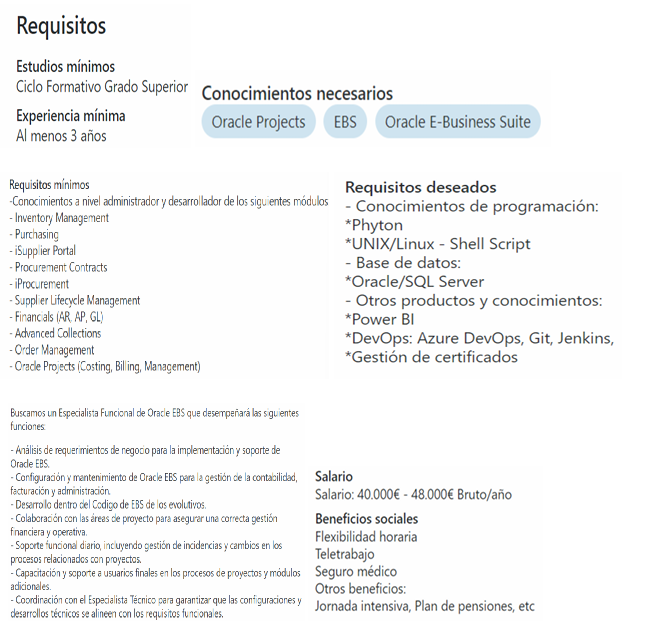 Requisitos
Estudios mínimos
Ciclo Formativo Grado Superior
Experiencia mínima
Al menos 3 años
Conocimientos necesarios
Oracle Projects
EBS
Oracle E-Business Suite
Requisitos mínimos
-Conocimientos a nivel administrador y desarrollador de los siguientes módulos
- Inventory Management
- Purchasing
- iSupplier Portal
- Procurement Contracts
- iProcurement
- Supplier Lifecycle Management
- Financials (AR, AP, GL)
- Advanced Collections
- Order Management
- Oracle Projects (Costing, Billing, Management)
Requisitos deseados
- Conocimientos de programación:
*Phyton
*UNIX/Linux - Shell Script
- Base de datos:
*Oracle/SQL Server
- Otros productos y conocimientos:
*Power BI
*DevOps: Azure DevOps, Git, Jenkins,
*Gestión de certificados
Buscamos un Especialista Funcional de Oracle EBS que desempeñará las siguientes
funciones:
- Análisis de requerimientos de negocio para la implementación y soporte de
Oracle EBS.
- Configuración y mantenimiento de Oracle EBS para la gestión de la contabilidad,
facturación y administración.
- Desarrollo dentro del Codigo de EBS de los evolutivos.
- Colaboración con las áreas de proyecto para asegurar una correcta gestión
financiera y operativa.
- Soporte funcional diario, incluyendo gestión de incidencias y cambios en los
procesos relacionados con proyectos.
- Capacitación y soporte a usuarios finales en los procesos de proyectos y módulos
adicionales.
- Coordinación con el Especialista Técnico para garantizar que las configuraciones y
desarrollos técnicos se alineen con los requisitos funcionales.
Salario
Salario: 40.000€ - 48.000€ Bruto/año
Beneficios sociales
Flexibilidad horaria
Teletrabajo
Seguro médico
Otros beneficios:
Jornada intensiva, Plan de pensiones, etc